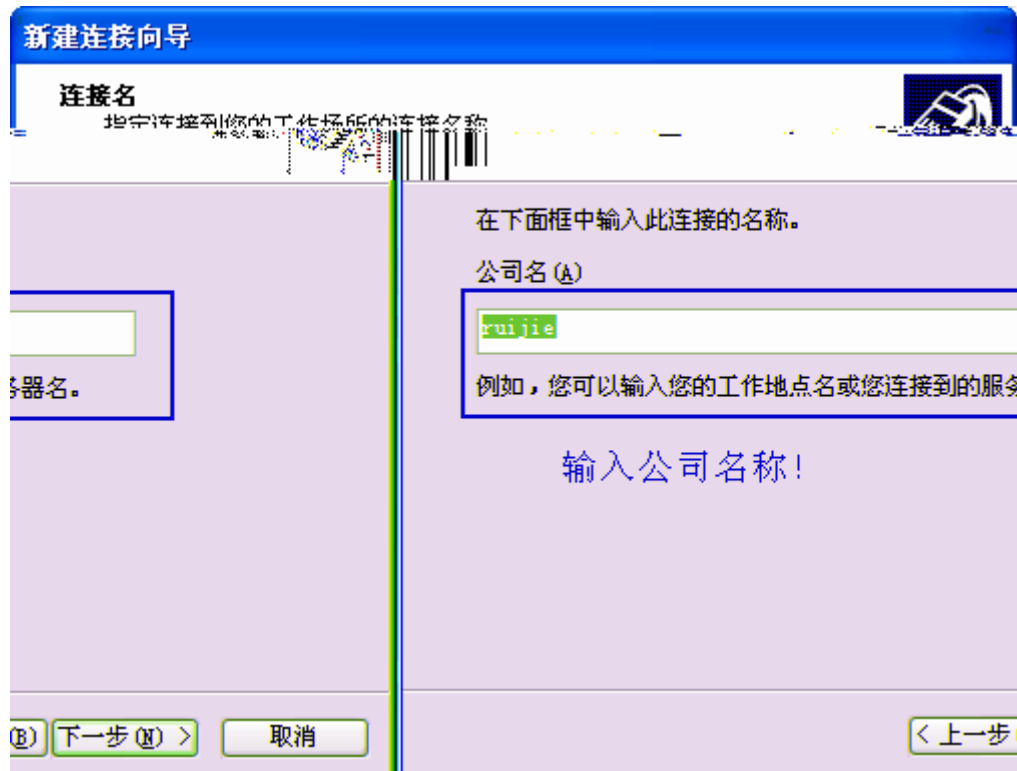 新建连接向导
连接名
指定连接到您的工作场所的连接名称
在下面框中输入此连接的名称。
公司名(A)
ruijie
例如，您可以输入您的工作地点名或您连接到的服务
器名。
输入公司名称!
(B)
下一步(N) >
取消
< 上一步